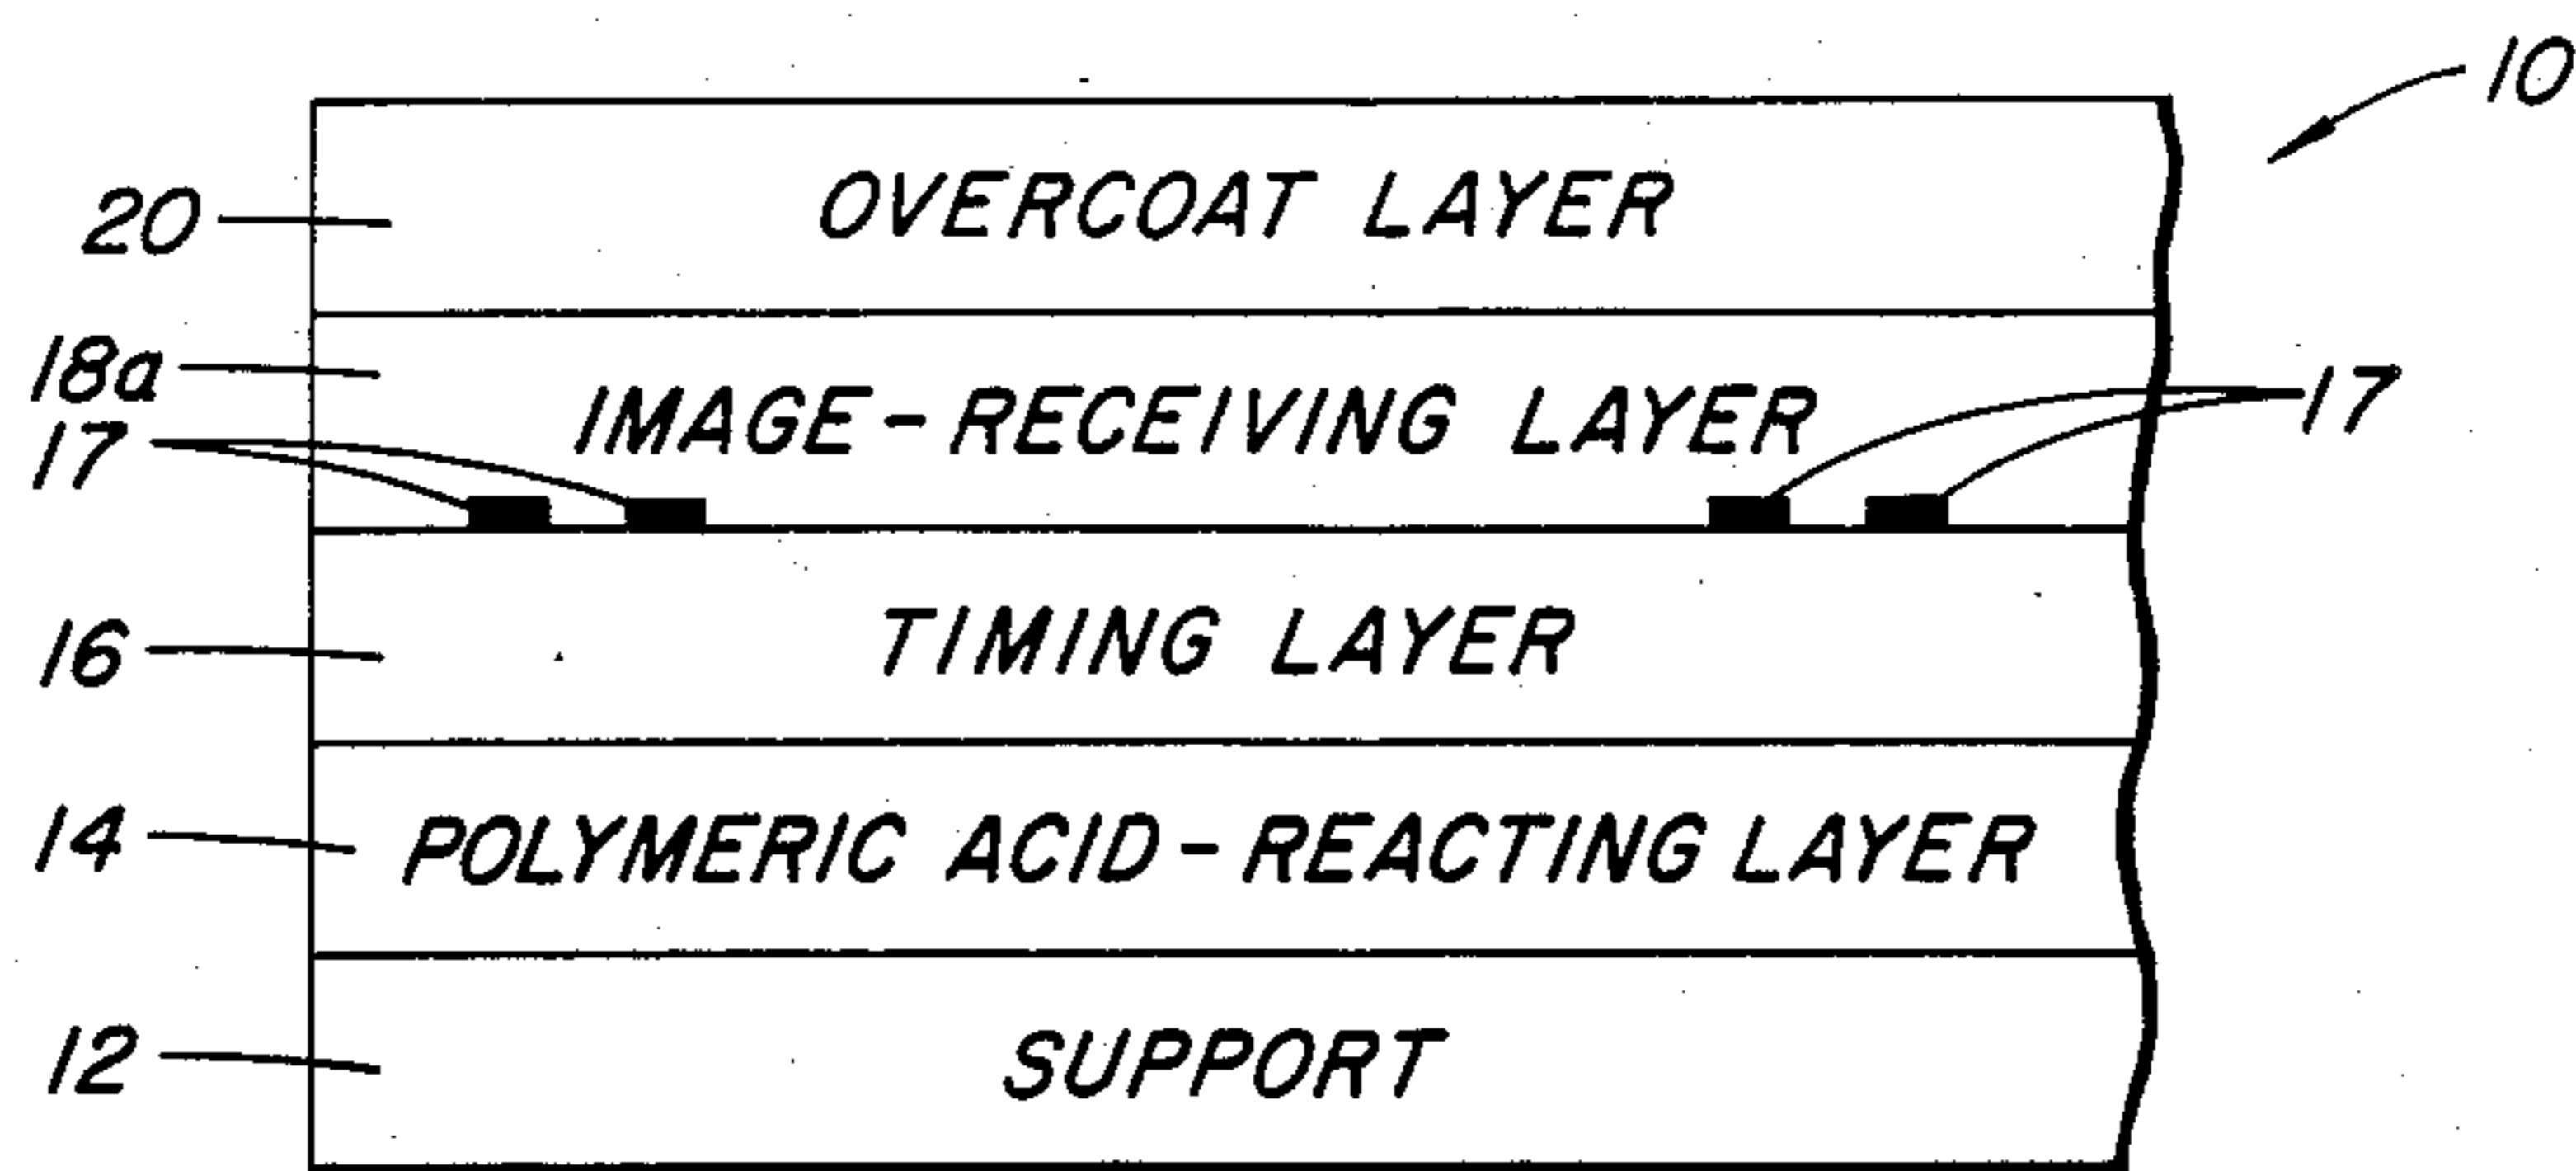 10
20 OVERCOAT LAYER
18a IMAGE-RECEIVING LAYER 17
17
16 TIMING LAYER
14 POLYMERIC ACID-REACTING LAYER
12 SUPPORT